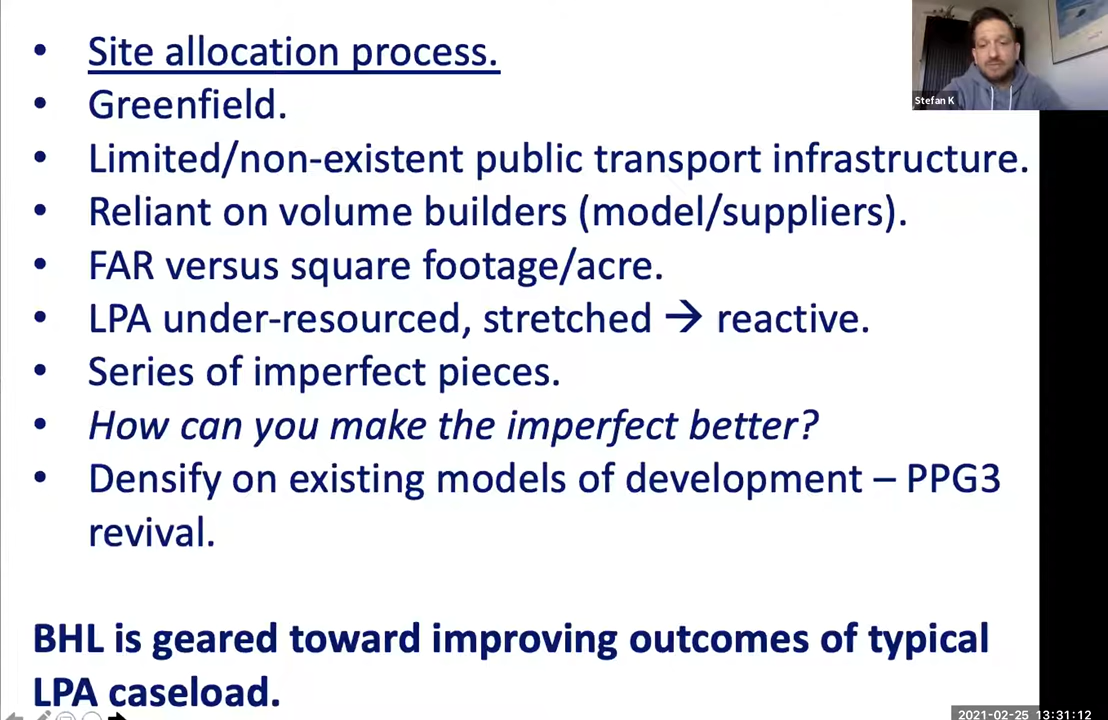 • Site allocation process.
• Greenfield.
• Limited/non-existent public transport infrastructure.
• Reliant on volume builders (model/suppliers).
• FAR versus square footage/acre.
• LPA under-resourced, stretched → reactive.
• Series of imperfect pieces.
• How can you make the imperfect better?
• Densify on existing models of development – PPG3
revival.
BHL is geared toward improving outcomes of typical
LPA caseload.
Stefan K
2021-02-25 13:31:12